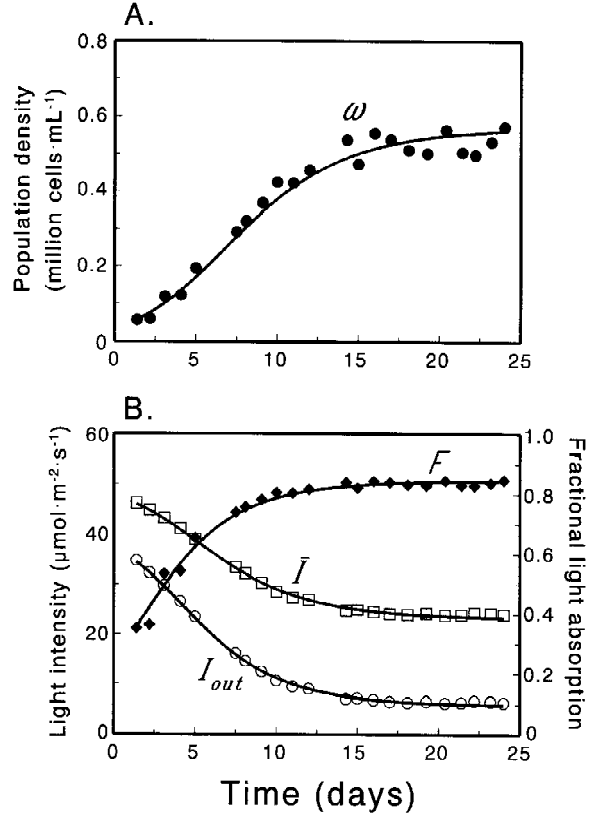 A.
Population density
(million cells·mL⁻¹)
0.8
0.6
0.4
0.2
0
ω
0 5 10 15 20 25
B.
Light intensity (μmol·m⁻²·s⁻¹)
60
40
20
0
F
Ī
I_out
1.0
0.8
0.6
0.4
0.2
0
Fractional light absorption
0 5 10 15 20 25
Time (days)